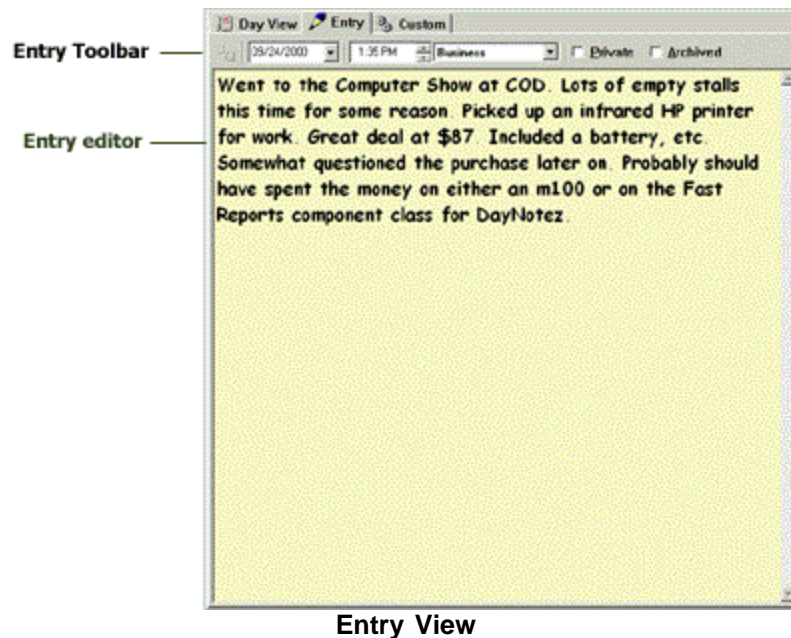 Day View Entry Custom
Entry Toolbar
09/24/2000 1:35 PM Business Private Archived
Went to the Computer Show at COD. Lots of empty stalls
this time for some reason. Picked up an infrared HP printer
for work. Great deal at $87. Included a battery, etc.
Entry editor
Somewhat questioned the purchase later on. Probably should
have spent the money on either an m100 or on the Fast
Reports component class for DayNotez.
Entry View